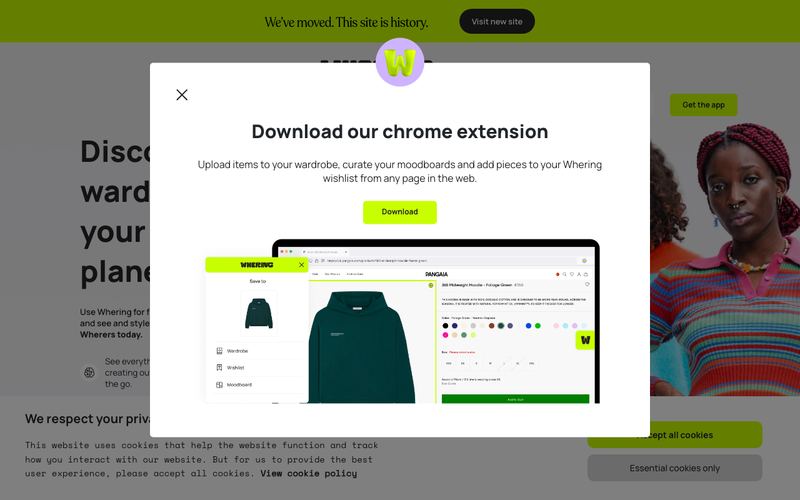 We've moved. This site is history.
Visit new site
W
Get the app
Download our chrome extension
Upload items to your wardrobe, curate your moodboards and add pieces to your Whering
wishlist from any page in the web.
Download
WHERING
Save to
Wardrobe
Wishlist
Moodboard
PANGAIA
365 Midweight Hoodie - Foliage Green
W
Disco
ward
your
plane
Use Whering for f
and see and style
Wherers today.
See everyth
creating ou
the go.
We respect your priva
This website uses cookies that help the website function and track
how you interact with our website. But for us to provide the best
user experience, please accept all cookies. View cookie policy
Accept all cookies
Essential cookies only